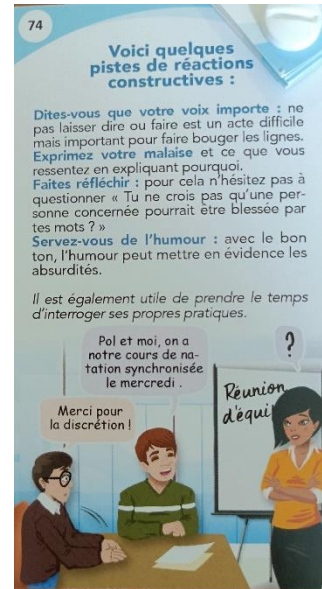 74
Voici quelques
pistes de réactions
constructives :
Dites-vous que votre voix importe : ne
pas laisser dire ou faire est un acte difficile
mais important pour faire bouger les lignes.
Exprimez votre malaise et ce que vous
ressentez en expliquant pourquoi.
Faites réfléchir : pour cela n'hésitez pas à
questionner « Tu ne crois pas qu'une per-
sonne concernée pourrait être blessée par
tes mots ? »
Servez-vous de l'humour : avec le bon
ton, l'humour peut mettre en évidence les
absurdités.
Il est également utile de prendre le temps
d'interroger ses propres pratiques.
Pol et moi, on a
notre cours de na-
tation synchronisée
le mercredi .
Merci pour
la discrétion !
?
Réunion
d'équi